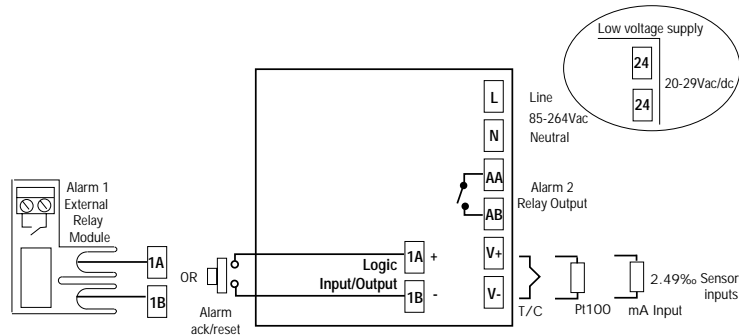 Low voltage supply
24
24
20-29Vac/dc
L
Line
85-264Vac
N
Neutral
AA
AB
Alarm 2
Relay Output
Alarm 1
External
Relay
Module
1A
1B
OR
Alarm
ack/reset
Logic
Input/Output
1A +
1B -
V+
V-
T/C
Pt100
mA Input
2.49‰ Sensor
inputs